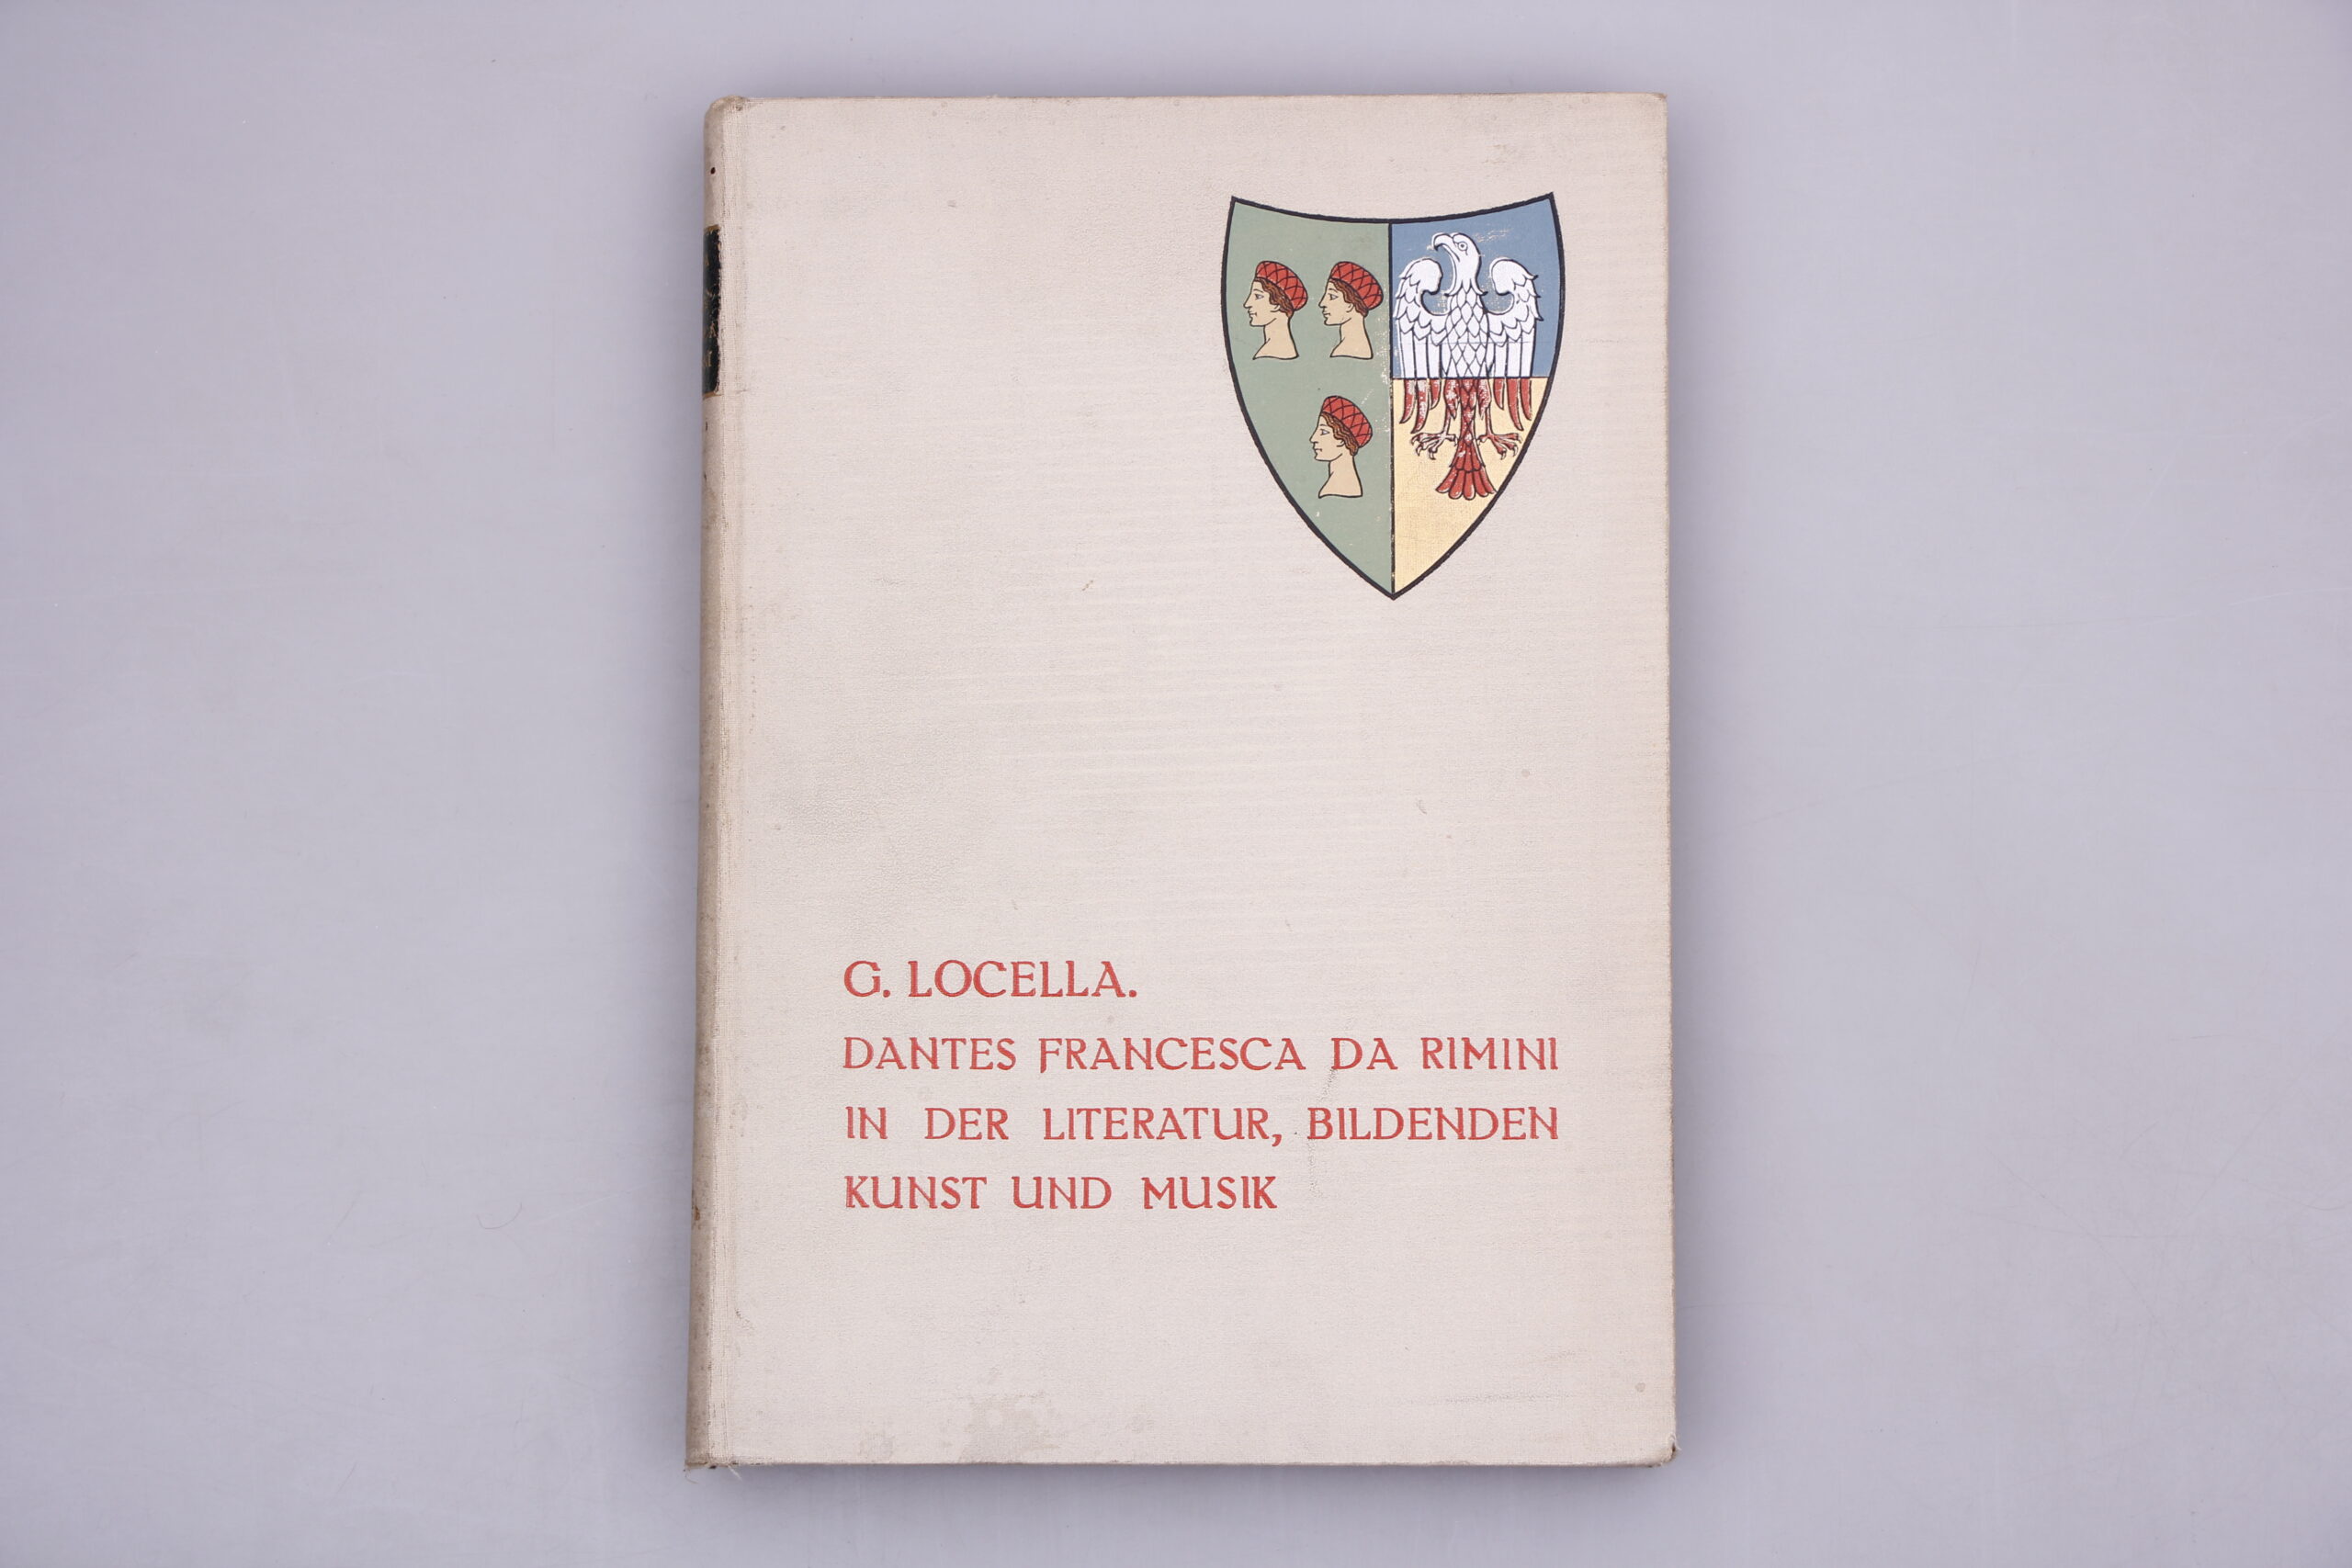 G. LOCELLA.
DANTES FRANCESCA DA RIMINI
IN DER LITERATUR, BILDENDEN
KUNST UND MUSIK